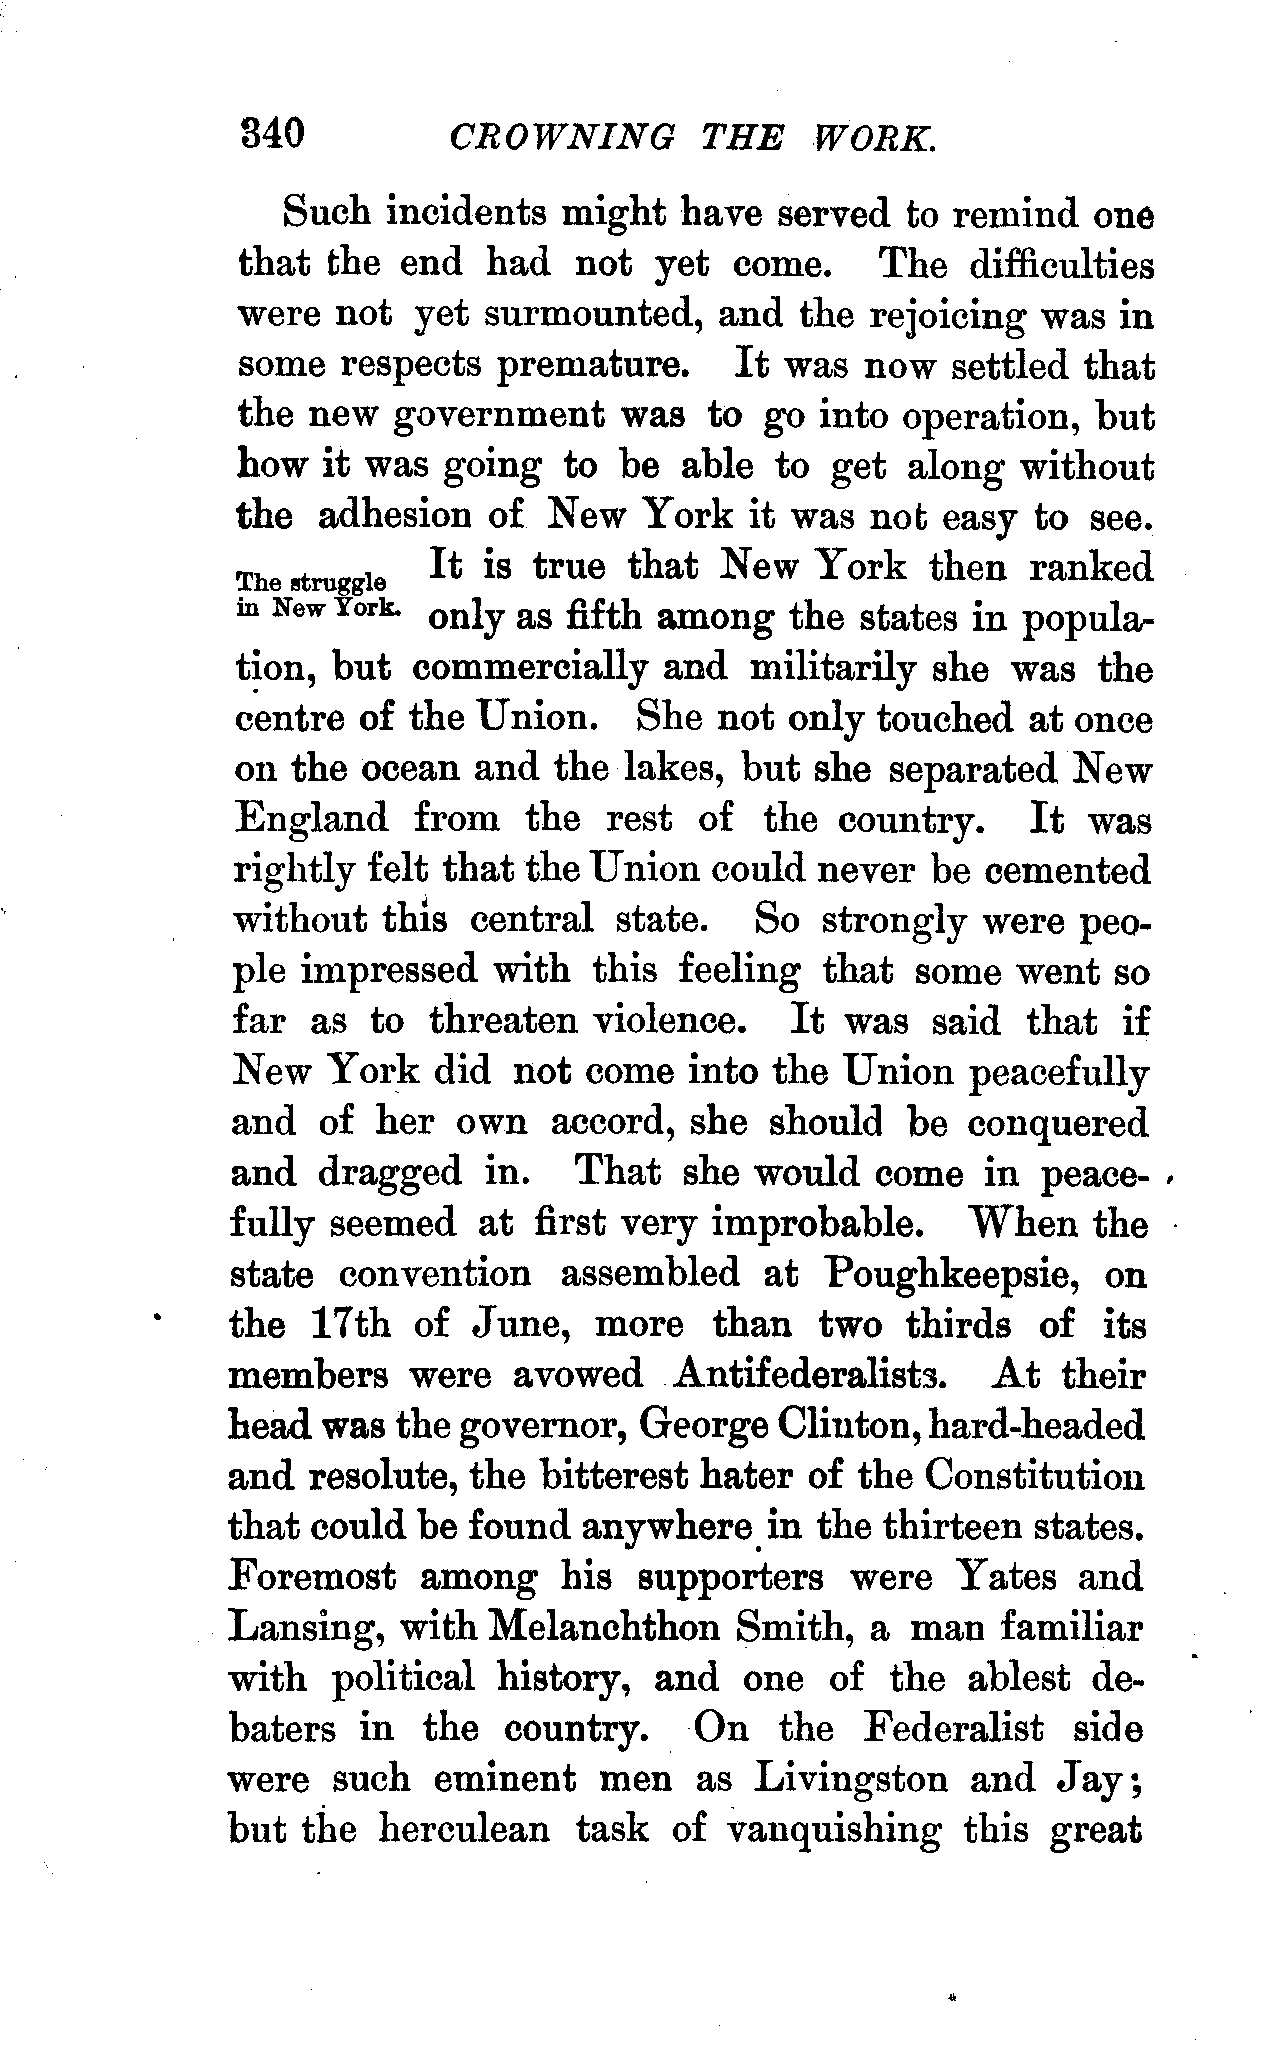 340 CROWNING THE WORK.
Such incidents might have served to remind one
that the end had not yet come. The difficulties
were not yet surmounted, and the rejoicing was in
some respects premature. It was now settled that
the new government was to go into operation, but
how it was going to be able to get along without
the adhesion of New York it was not easy to see.
The struggle
in New York.
It is true that New York then ranked
only as fifth among the states in popula-
tion, but commercially and militarily she was the
centre of the Union. She not only touched at once
on the ocean and the lakes, but she separated New
England from the rest of the country. It was
rightly felt that the Union could never be cemented
without this central state. So strongly were peo-
ple impressed with this feeling that some went so
far as to threaten violence. It was said that if
New York did not come into the Union peacefully
and of her own accord, she should be conquered
and dragged in. That she would come in peace-
fully seemed at first very improbable. When the
state convention assembled at Poughkeepsie, on
the 17th of June, more than two thirds of its
members were avowed Antifederalists. At their
head was the governor, George Clinton, hard-headed
and resolute, the bitterest hater of the Constitution
that could be found anywhere in the thirteen states.
Foremost among his supporters were Yates and
Lansing, with Melanchthon Smith, a man familiar
with political history, and one of the ablest de-
baters in the country. On the Federalist side
were such eminent men as Livingston and Jay;
but the herculean task of vanquishing this great